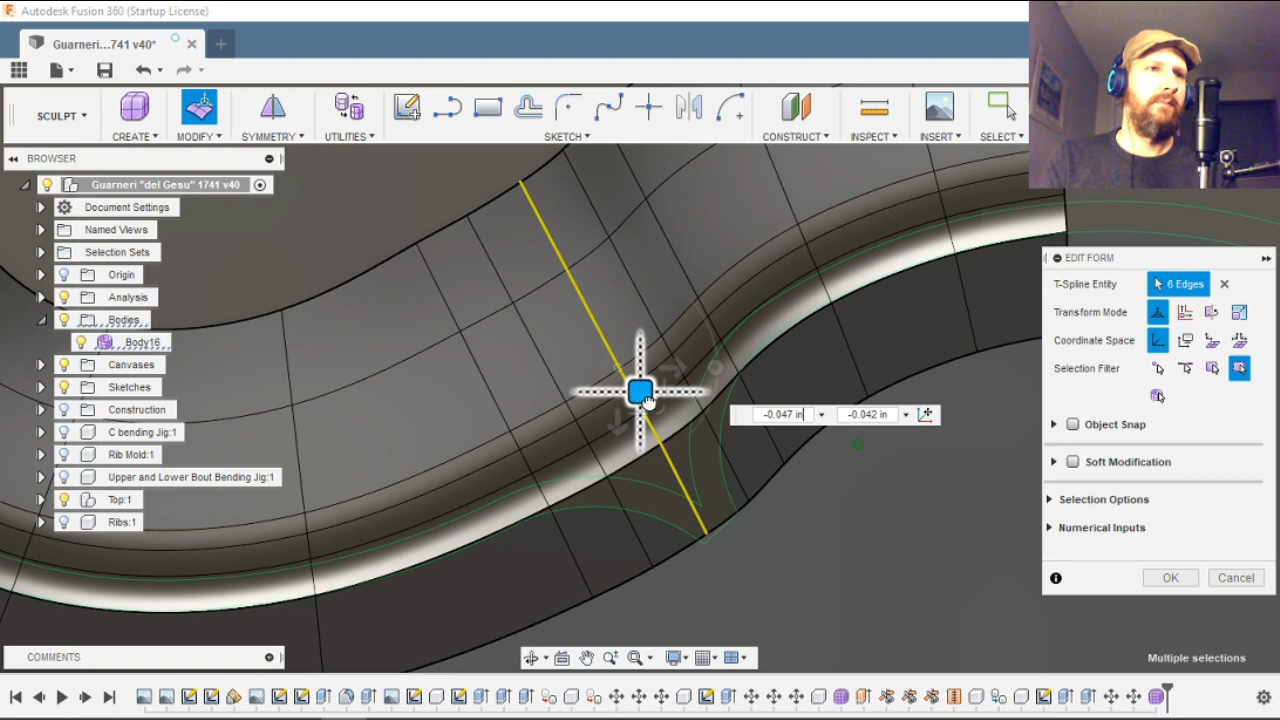 Autodesk Fusion 360 (Startup License)
Guarneri...741 v40*
SCULPT
CREATE
MODIFY
SYMMETRY
UTILITIES
SKETCH
CONSTRUCT
INSPECT
INSERT
SELECT
BROWSER
Guarneri "del Gesu" 1741 v40
Document Settings
Named Views
Selection Sets
Origin
Analysis
Bodies
Body16
Canvases
Sketches
Construction
C bending Jig:1
Rib Mold:1
Upper and Lower Bout Bending Jig:1
Top:1
Ribs:1
-0.047 in
-0.042 in
EDIT FORM
T-Spline Entity
6 Edges
Transform Mode
Coordinate Space
Selection Filter
Object Snap
Soft Modification
Selection Options
Numerical Inputs
OK
Cancel
COMMENTS
Multiple selections